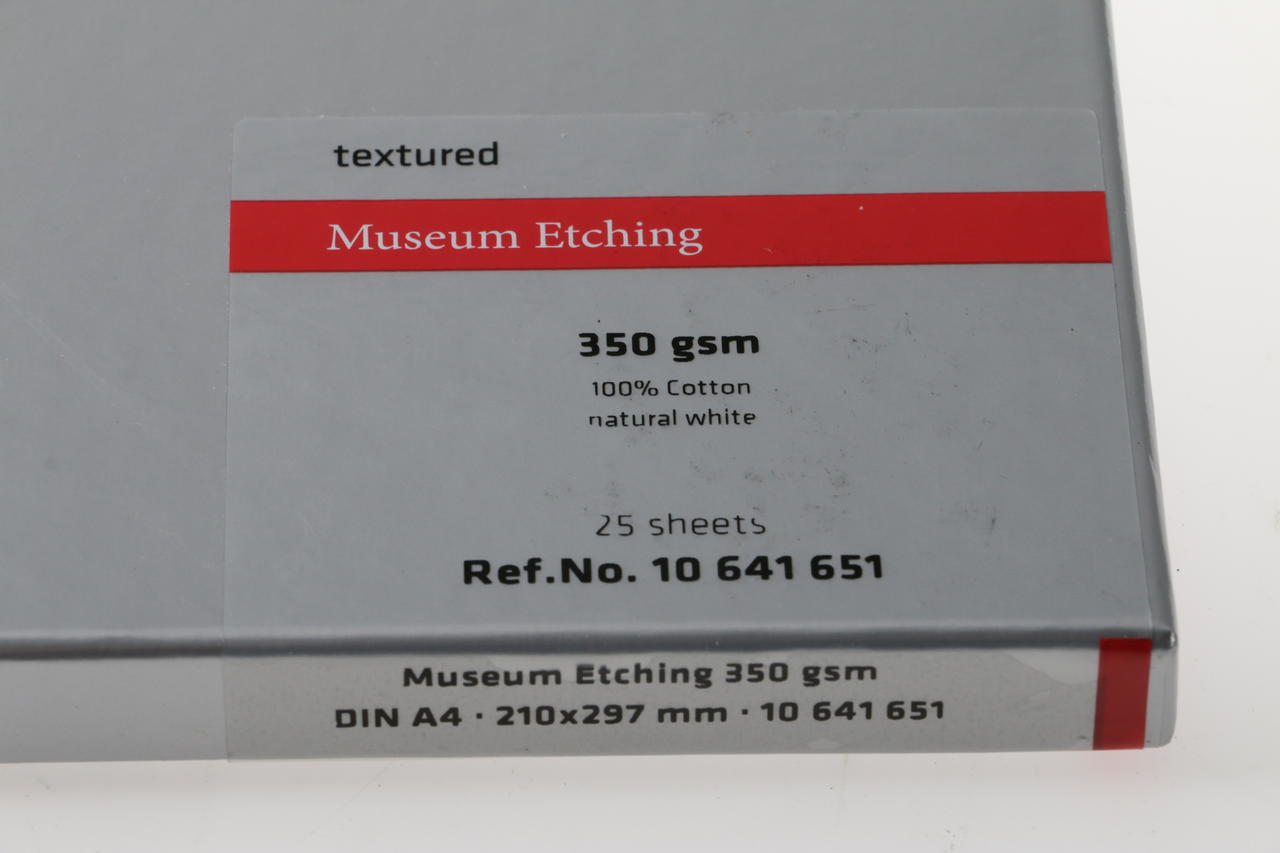 textured
Museum Etching
350 gsm
100% Cotton
natural white
25 sheets
Ref.No. 10 641 651
Museum Etching 350 gsm
DIN A4 · 210x297 mm · 10 641 651